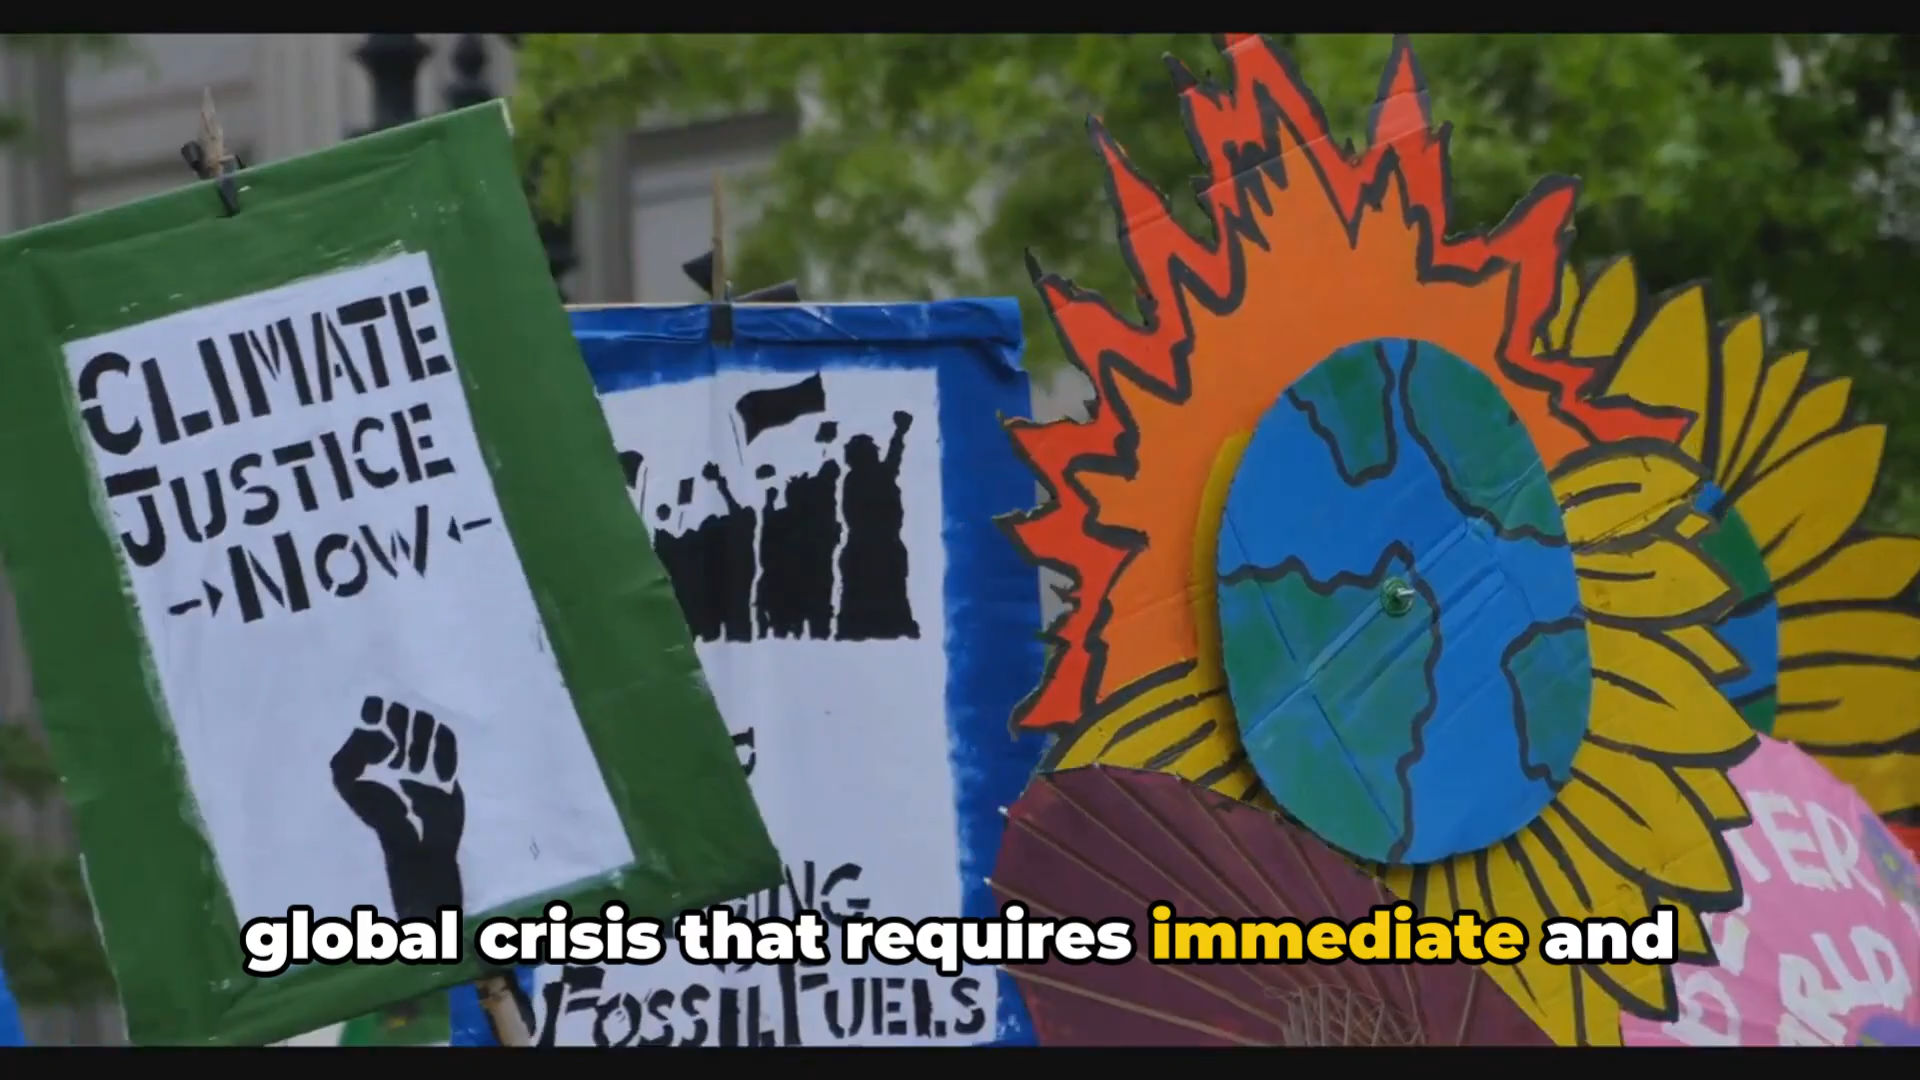 CLIMATE
JUSTICE
NOW
FOSSIL FUELS
global crisis that requires immediate and